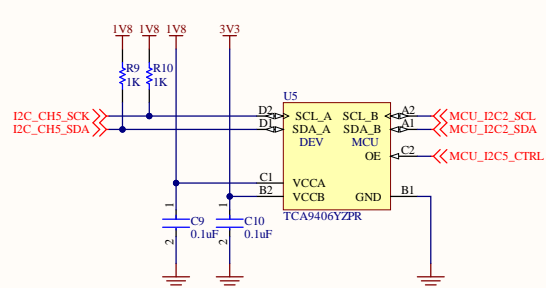 1V8 1V8 1V8 3V3
R9 R10
1K 1K
U5
I2C_CH5_SCK D2 SCL_A SCL_B A2 MCU_I2C2_SCL
I2C_CH5_SDA D1 SDA_A SDA_B A1 MCU_I2C2_SDA
DEV MCU
OE C2 MCU_I2C5_CTRL
C1 VCCA
B2 VCCB GND B1
1 1
C9 C10
0.1uF 0.1uF
2 2
TCA9406YZPR